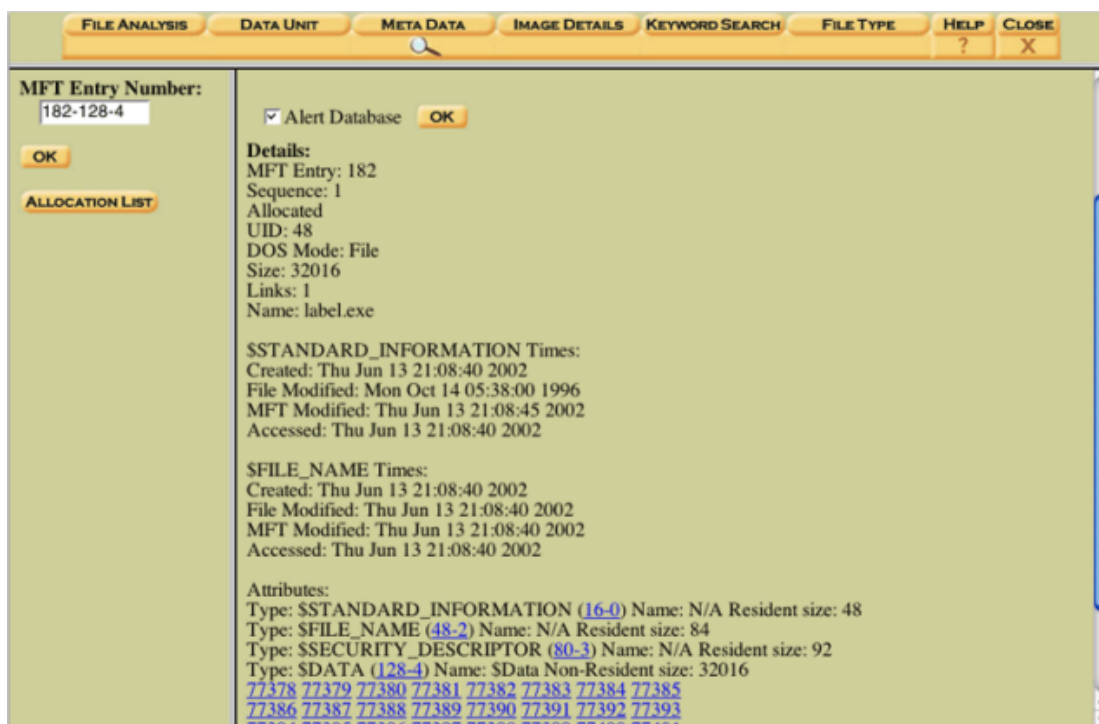 FILE ANALYSIS DATA UNIT META DATA IMAGE DETAILS KEYWORD SEARCH FILE TYPE HELP CLOSE
? X
MFT Entry Number:
182-128-4
OK
ALLOCATION LIST
Alert Database OK
Details:
MFT Entry: 182
Sequence: 1
Allocated
UID: 48
DOS Mode: File
Size: 32016
Links: 1
Name: label.exe
$STANDARD_INFORMATION Times:
Created: Thu Jun 13 21:08:40 2002
File Modified: Mon Oct 14 05:38:00 1996
MFT Modified: Thu Jun 13 21:08:45 2002
Accessed: Thu Jun 13 21:08:40 2002
$FILE_NAME Times:
Created: Thu Jun 13 21:08:40 2002
File Modified: Thu Jun 13 21:08:40 2002
MFT Modified: Thu Jun 13 21:08:40 2002
Accessed: Thu Jun 13 21:08:40 2002
Attributes:
Type: $STANDARD_INFORMATION (16-0) Name: N/A Resident size: 48
Type: $FILE_NAME (48-2) Name: N/A Resident size: 84
Type: $SECURITY_DESCRIPTOR (80-3) Name: N/A Resident size: 92
Type: $DATA (128-4) Name: $Data Non-Resident size: 32016
77378 77379 77380 77381 77382 77383 77384 77385
77386 77387 77388 77389 77390 77391 77392 77393